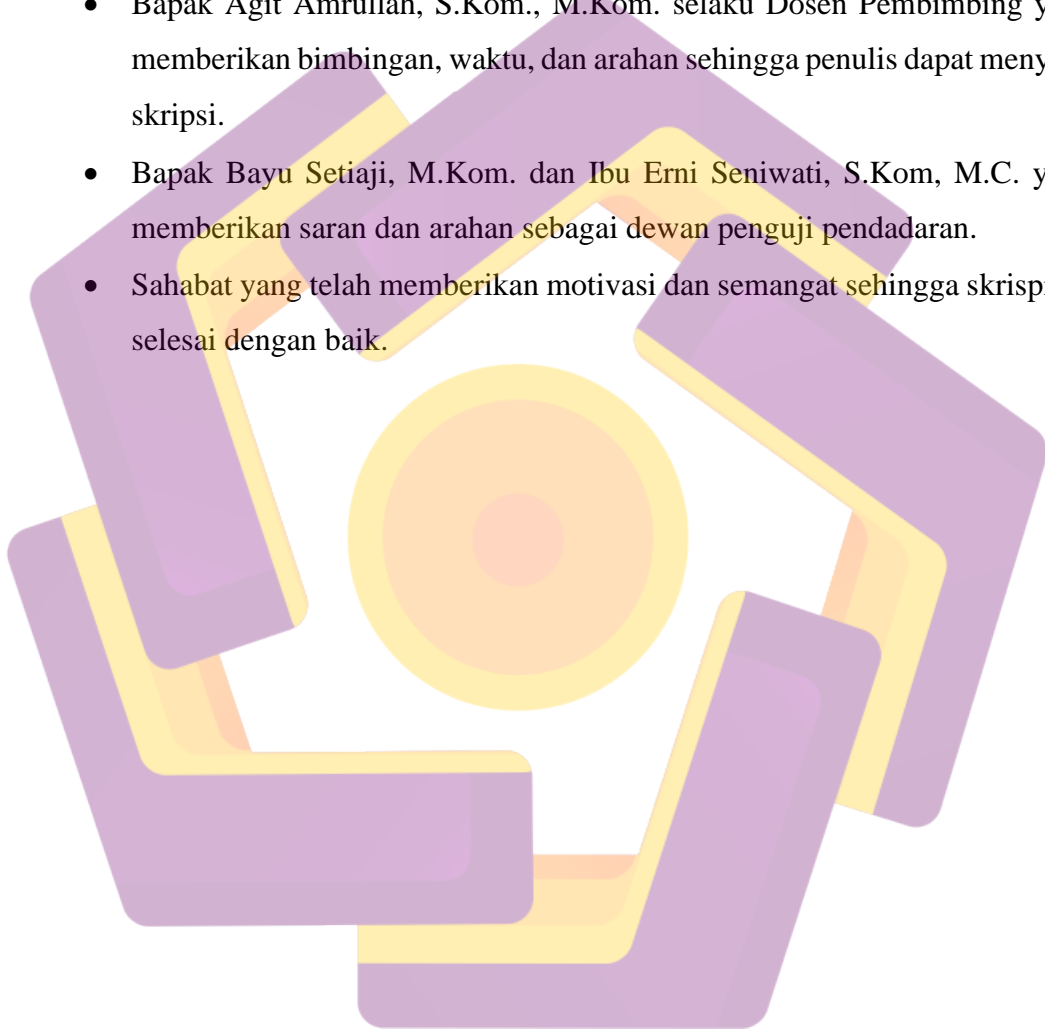 • Bapak Agit Amrullah, S.Kom., M.Kom. selaku Dosen Pembimbing y
memberikan bimbingan, waktu, dan arahan sehingga penulis dapat meny
skripsi.
• Bapak Bayu Setiaji, M.Kom. dan Ibu Erni Seniwati, S.Kom, M.C. y
memberikan saran dan arahan sebagai dewan penguji pendadaran.
• Sahabat yang telah memberikan motivasi dan semangat sehingga skrisp
selesai dengan baik.